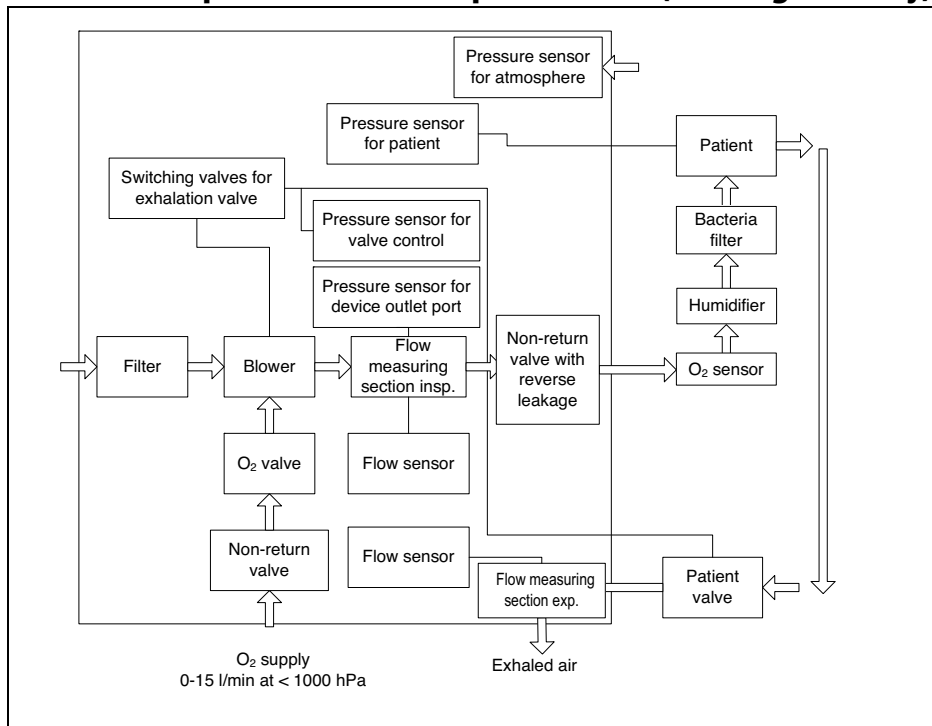 Pressure sensor
for atmosphere
Pressure sensor
for patient
Patient
Switching valves for
exhalation valve
Pressure sensor for
valve control
Bacteria
filter
Pressure sensor for
device outlet port
Humidifier
Filter
Blower
Flow
measuring
section insp.
Non-return
valve with
reverse
leakage
O₂ sensor
O₂ valve
Flow sensor
Non-return
valve
Flow sensor
Flow measuring
section exp.
Patient
valve
O₂ supply
0-15 l/min at < 1000 hPa
Exhaled air